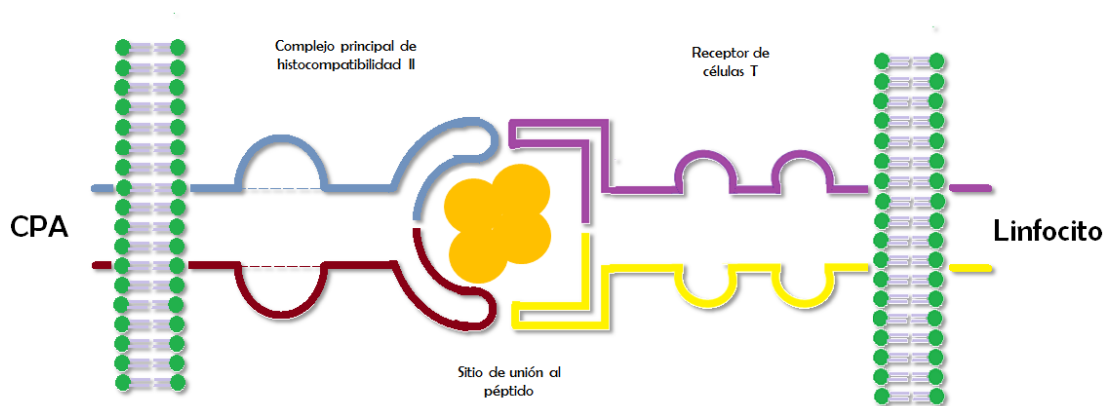 Complejo principal de
histocompatibilidad II
Receptor de
células T
CPA
Linfocito
Sitio de unión al
péptido